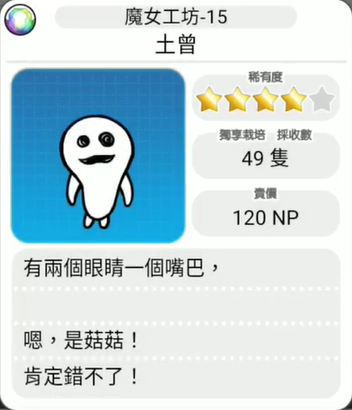 魔女工坊-15
土曾
稀有度
獨享栽培 採收數
49 隻
賣價
120 NP
有兩個眼睛一個嘴巴，
嗯，是菇菇！
肯定錯不了！